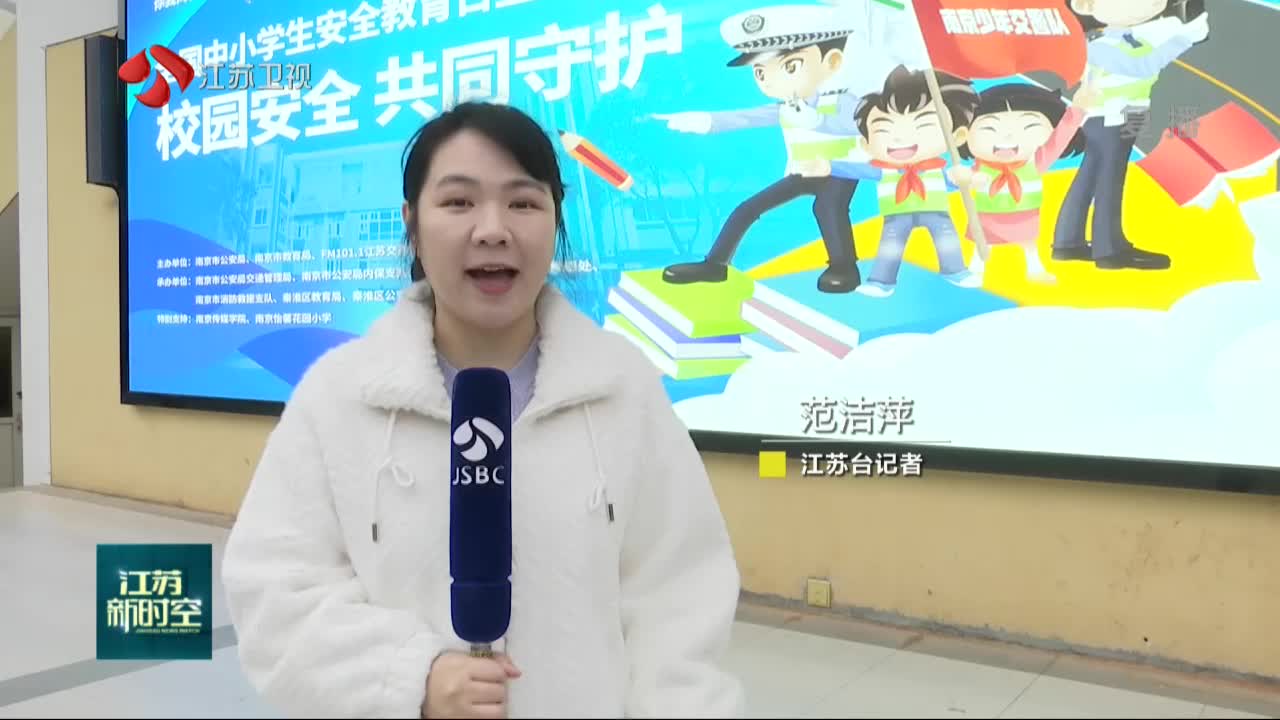 全国中小学生安全教育日
校园安全 共同守护
江苏卫视
南京少年交警队
重播
主办单位：南京市公安局、南京市教育局、FM101.1江苏交
承办单位：南京市公安局交通管理局、南京市公安局内保支
南京市消防救援支队、秦淮区教育局、秦淮区公
特别支持：南京传媒学院、南京怡馨花园小学
范洁萍
江苏台记者
JSBC
江苏
新时空